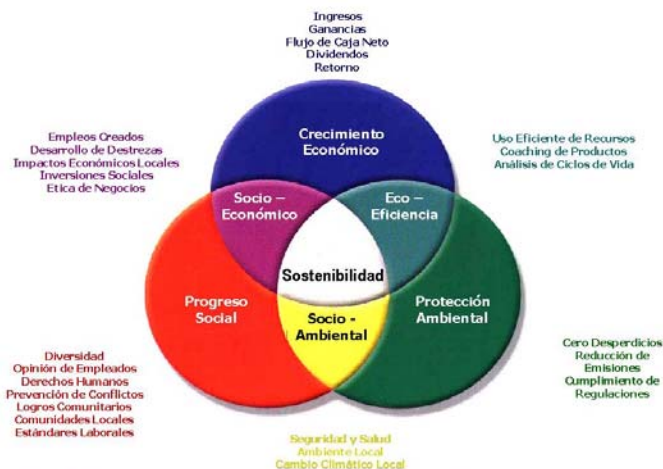 Ingresos
Ganancias
Flujo de Caja Neto
Dividendos
Retorno
Empleos Creados
Desarrollo de Destrezas
Impactos Económicos Locales
Inversiones Sociales
Etica de Negocios
Crecimiento
Económico
Uso Eficiente de Recursos
Coaching de Productos
Análisis de Ciclos de Vida
Socio –
Económico
Eco –
Eficiencia
Sostenibilidad
Progreso
Social
Socio -
Ambiental
Protección
Ambiental
Diversidad
Opinión de Empleados
Derechos Humanos
Prevención de Conflictos
Logros Comunitarios
Comunidades Locales
Estándares Laborales
Cero Desperdicios
Reducción de
Emisiones
Cumplimiento de
Regulaciones
Seguridad y Salud
Ambiente Local
Cambio Climático Local